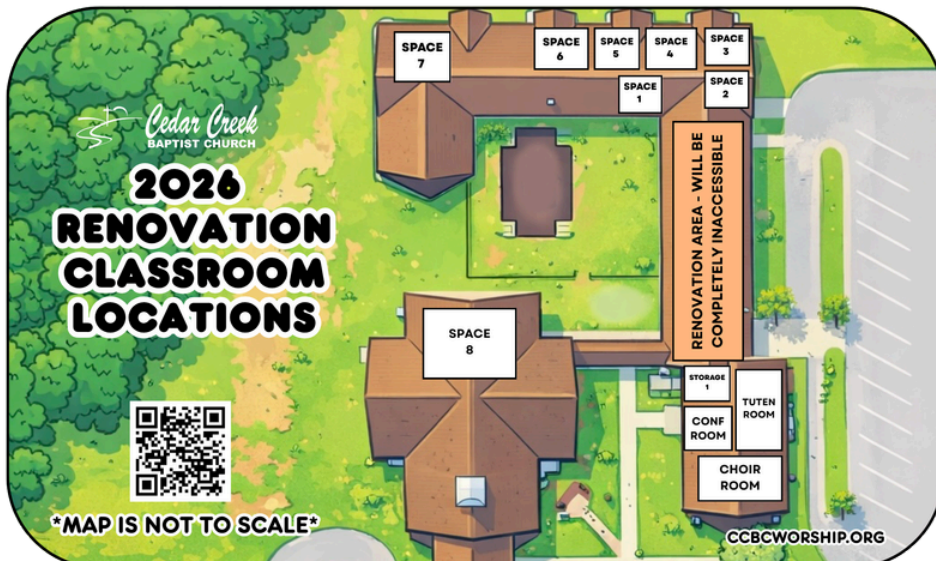 Cedar Creek
BAPTIST CHURCH
2026
RENOVATION
CLASSROOM
LOCATIONS
*MAP IS NOT TO SCALE*
SPACE
7
SPACE
6
SPACE
5
SPACE
4
SPACE
3
SPACE
1
SPACE
2
RENOVATION AREA - WILL BE
COMPLETELY INACCESSIBLE
SPACE
8
STORAGE
1
TUTEN
ROOM
CONF
ROOM
CHOIR
ROOM
CCBCWORSHIP.ORG